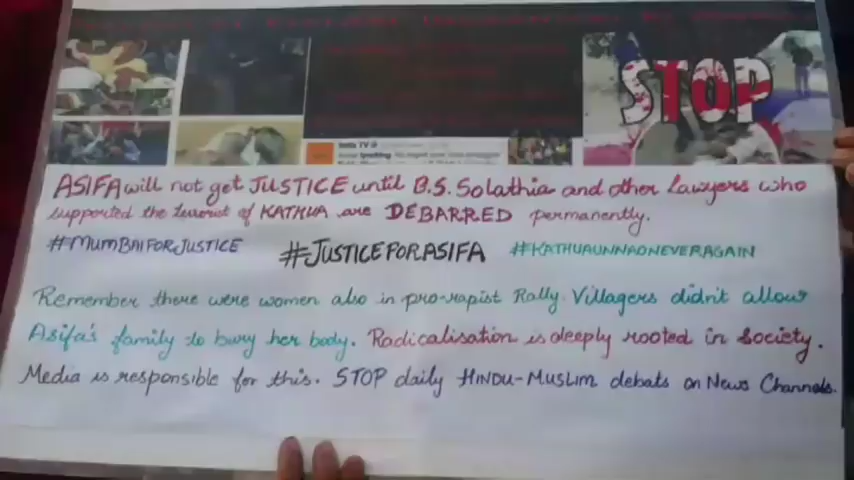 STOP
India TV
ASIFA will not get JUSTICE until B.S. Solathia and other Lawyers who
supported the terrorist of KATHUA are DEBARRED permanently.
#MUMBAIFORJUSTICE #JUSTICEFORASIFA #KATHUAUNNAONEVERAGAIN
Remember there were women also in pro-rapist Rally. Villagers didn't allow
Asifa's family to bury her body. Radicalisation is deeply rooted in society.
Media is responsible for this. STOP daily HINDU-MUSLIM debats on News Channels.